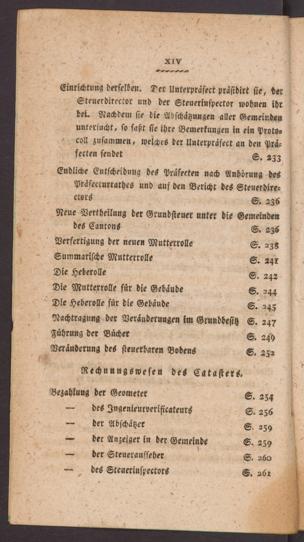 XIV
Einrichtung derselben. Der Unterpräfect präsidirt sie, der
Steuerdirector und der Steuerinspector wohnen ihr
bei. Nachdem sie die Abschätzungen aller Gemeinden
untersucht, so faßt sie ihre Bemerkungen in ein Proto-
coll zusammen, welches der Unterpräfect an den Prä-
fecten sendet S. 233
Endliche Entscheidung des Präfecten nach Anhörung des
Präfecturrathes und auf den Bericht des Steuerdire-
ctors S. 236
Neue Vertheilung der Grundsteuer unter die Gemeinden
des Cantons S. 236
Verfertigung der neuen Mutterrolle S. 238
Summarische Mutterrolle S. 241
Die Heberolle S. 242
Die Mutterrolle für die Gebäude S. 244
Die Heberolle für die Gebäude S. 245
Nachtragung der Veränderungen im Grundbesitz S. 247
Führung der Bücher S. 249
Veränderung des steuerbaren Bodens S. 252
Rechnungswesen des Catasters.
Bezahlung der Geometer S. 254
— des Ingenieurverificateurs S. 256
— der Abschätzer S. 259
— der Anzeiger in der Gemeinde S. 259
— der Steueraufseher S. 260
— des Steuerinspectors S. 261